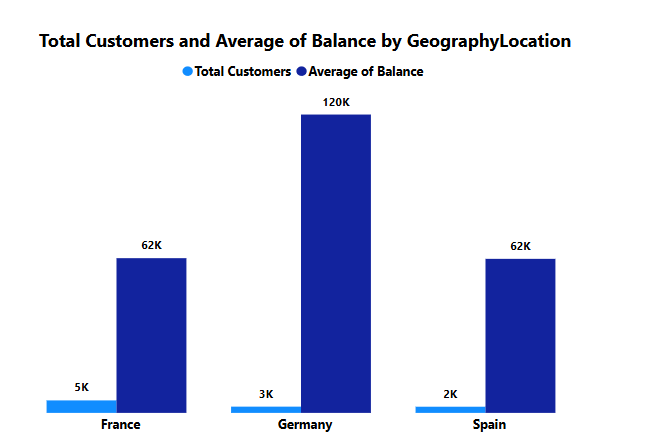 Total Customers and Average of Balance by GeographyLocation
Total Customers Average of Balance
120K
62K
62K
5K
3K
2K
France Germany Spain